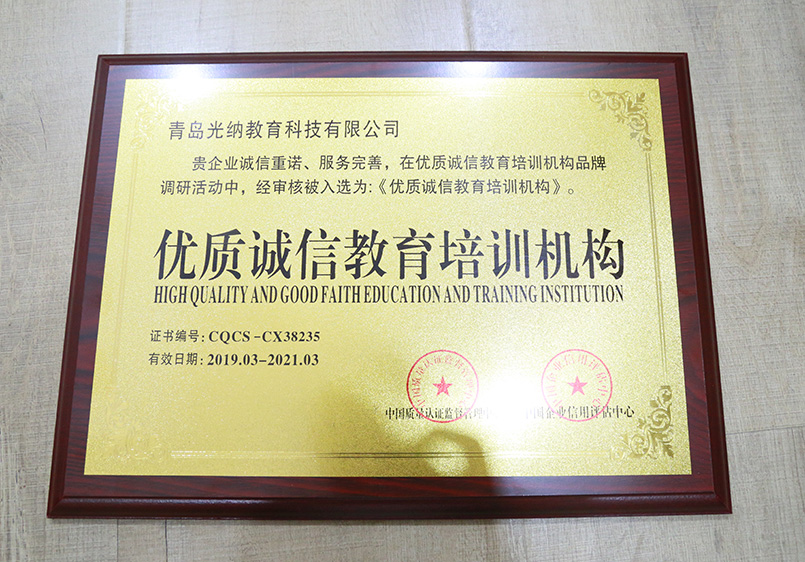 青岛光纳教育科技有限公司
贵企业诚信重诺、服务完善，在优质诚信教育培训机构品牌
调研活动中，经审核被入选为:《优质诚信教育培训机构》。
优质诚信教育培训机构
HIGH QUALITY AND GOOD FAITH EDUCATION AND TRAINING INSTITUTION
证书编号: CQCS-CX38235
有效日期: 2019.03-2021.03
中国质量认证监督管理中 中国企业信用评估中心